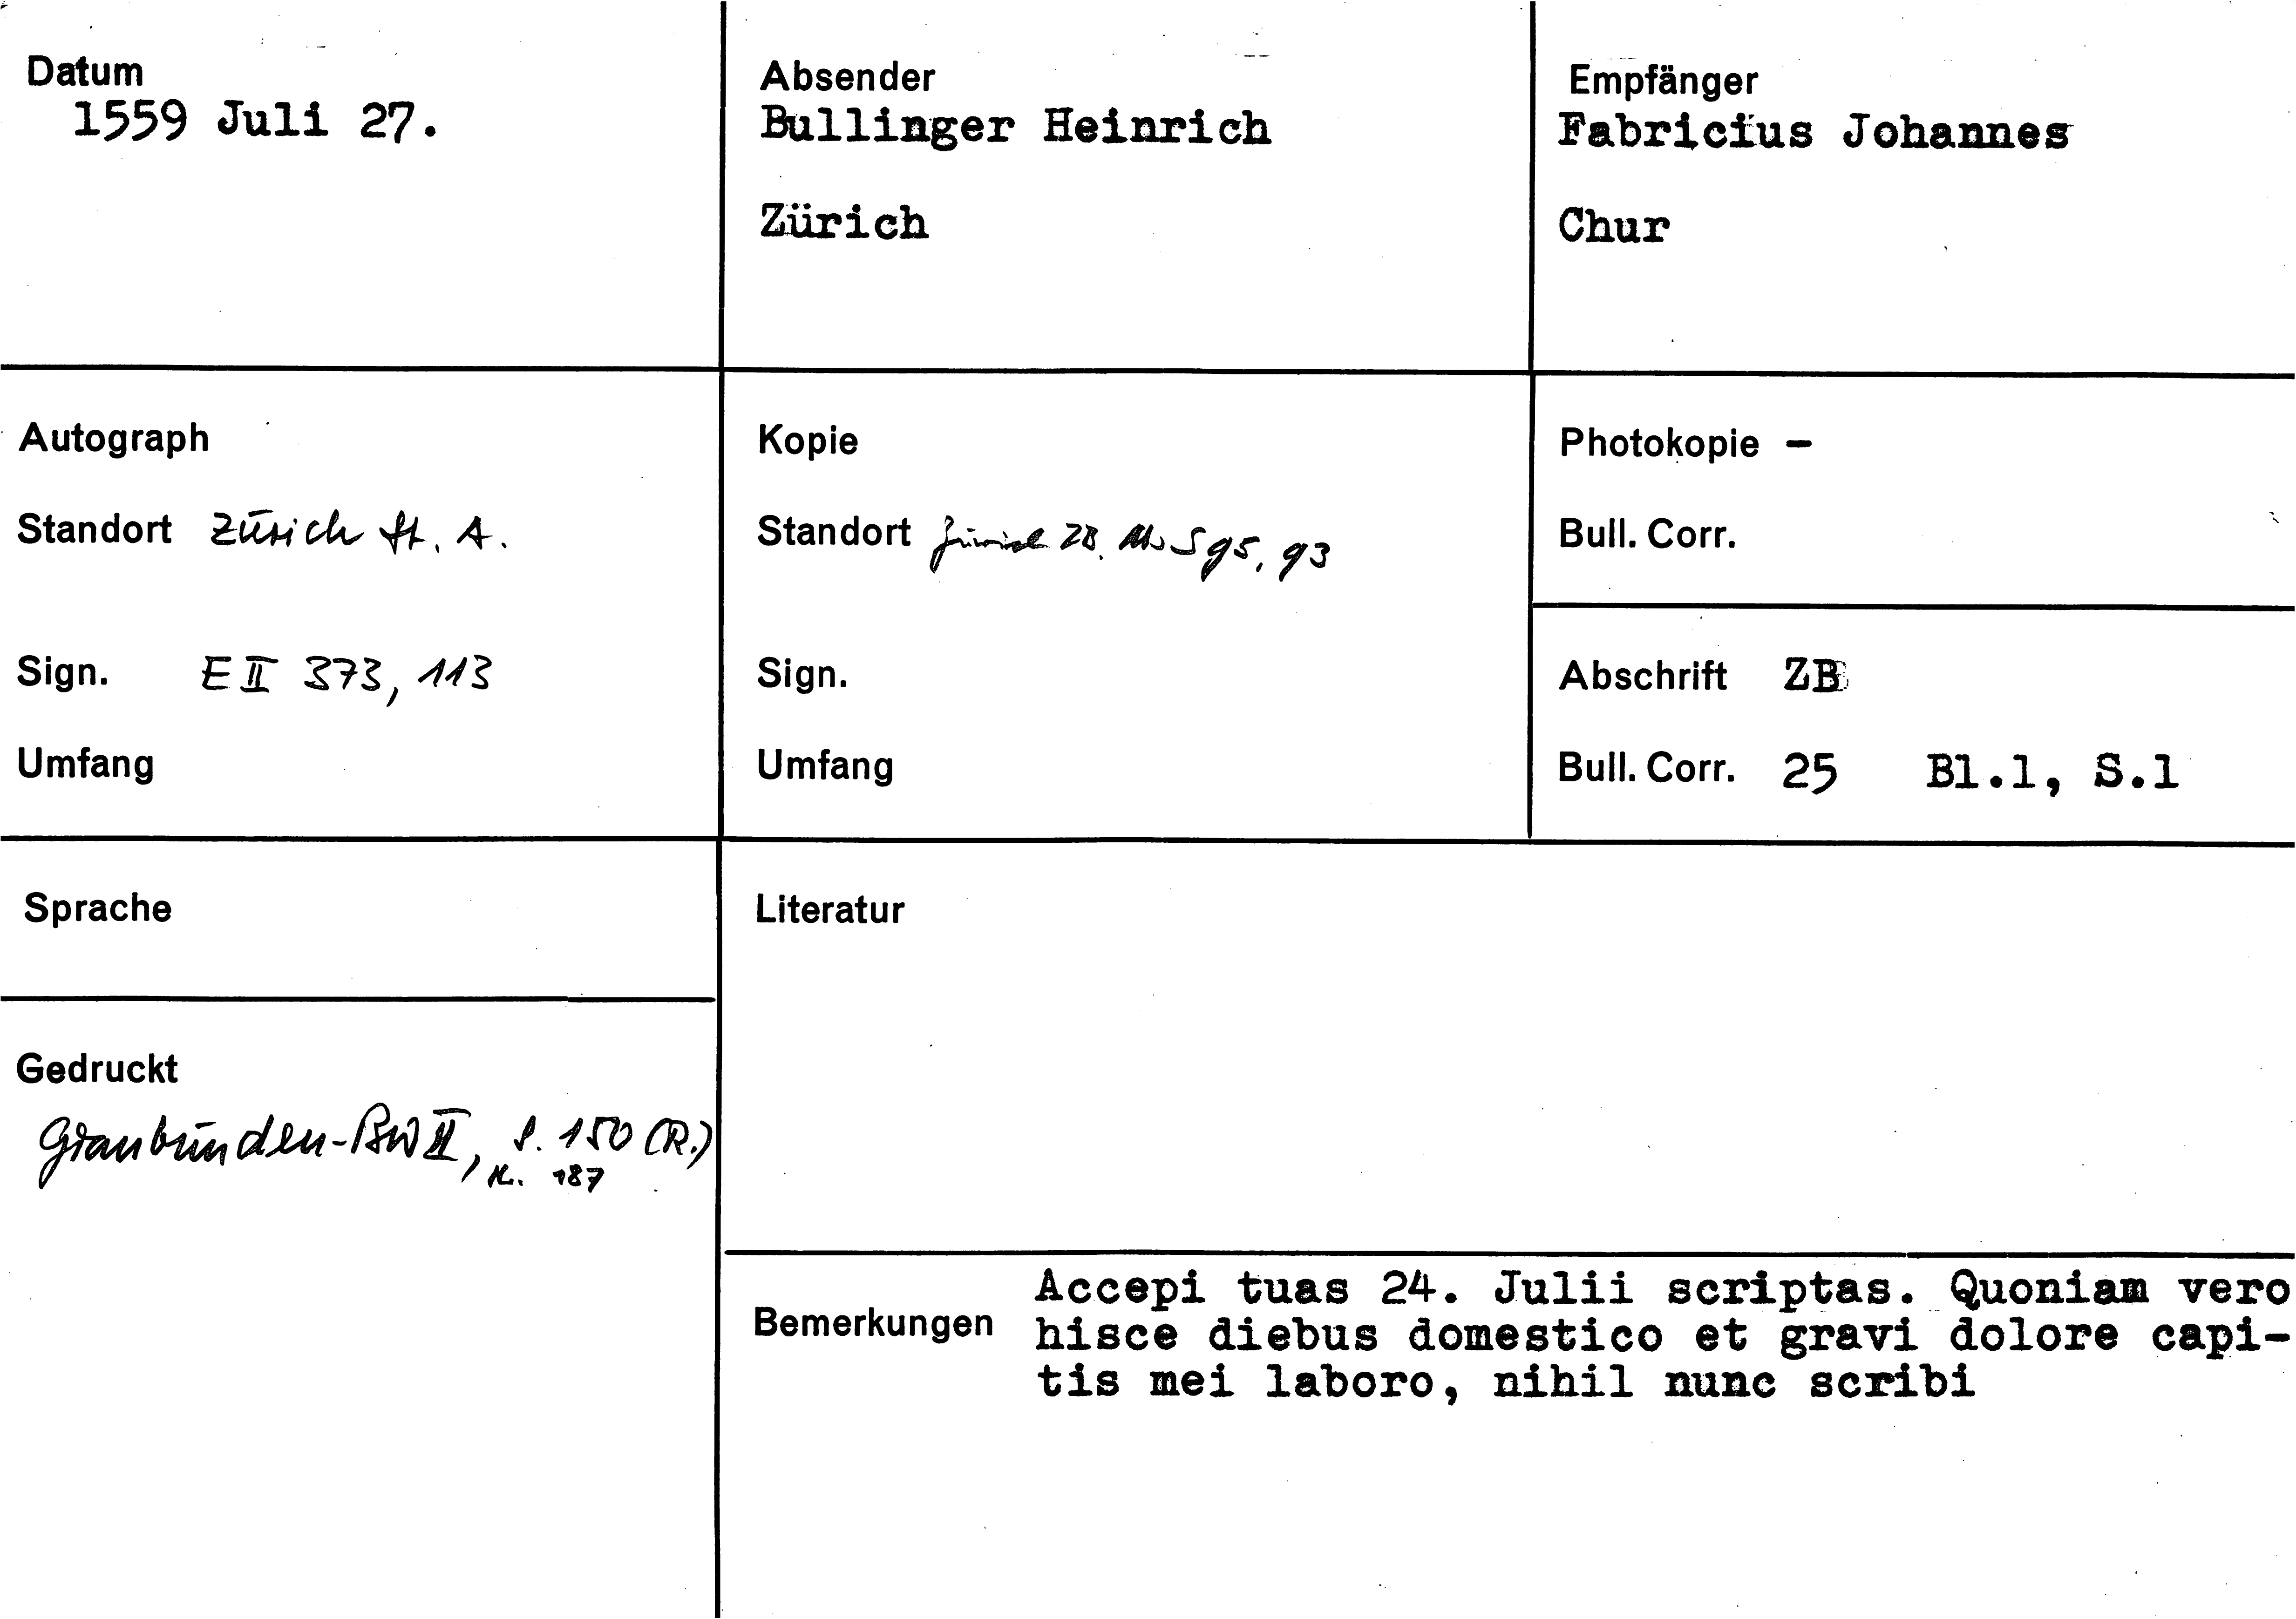 Datum
1559 Juli 27.
Absender
Bullinger Heinrich
Zürich
Empfänger
Fabricius Johannes
Chur
Autograph
Standort Zürich St. A.
Sign. E II 373, 113
Umfang
Kopie
Standort Zürich ZB. Ms S 95, 93
Sign.
Umfang
Photokopie -
Bull. Corr.
Abschrift ZB
Bull. Corr. 25 Bl.1, S.1
Sprache
Gedruckt
Graubünden-BW II, S. 150 (R.)
N. 187
Literatur
Bemerkungen
Accepi tuas 24. Julii scriptas. Quoniam vero
hisce diebus domestico et gravi dolore capi-
tis mei laboro, nihil nunc scribi